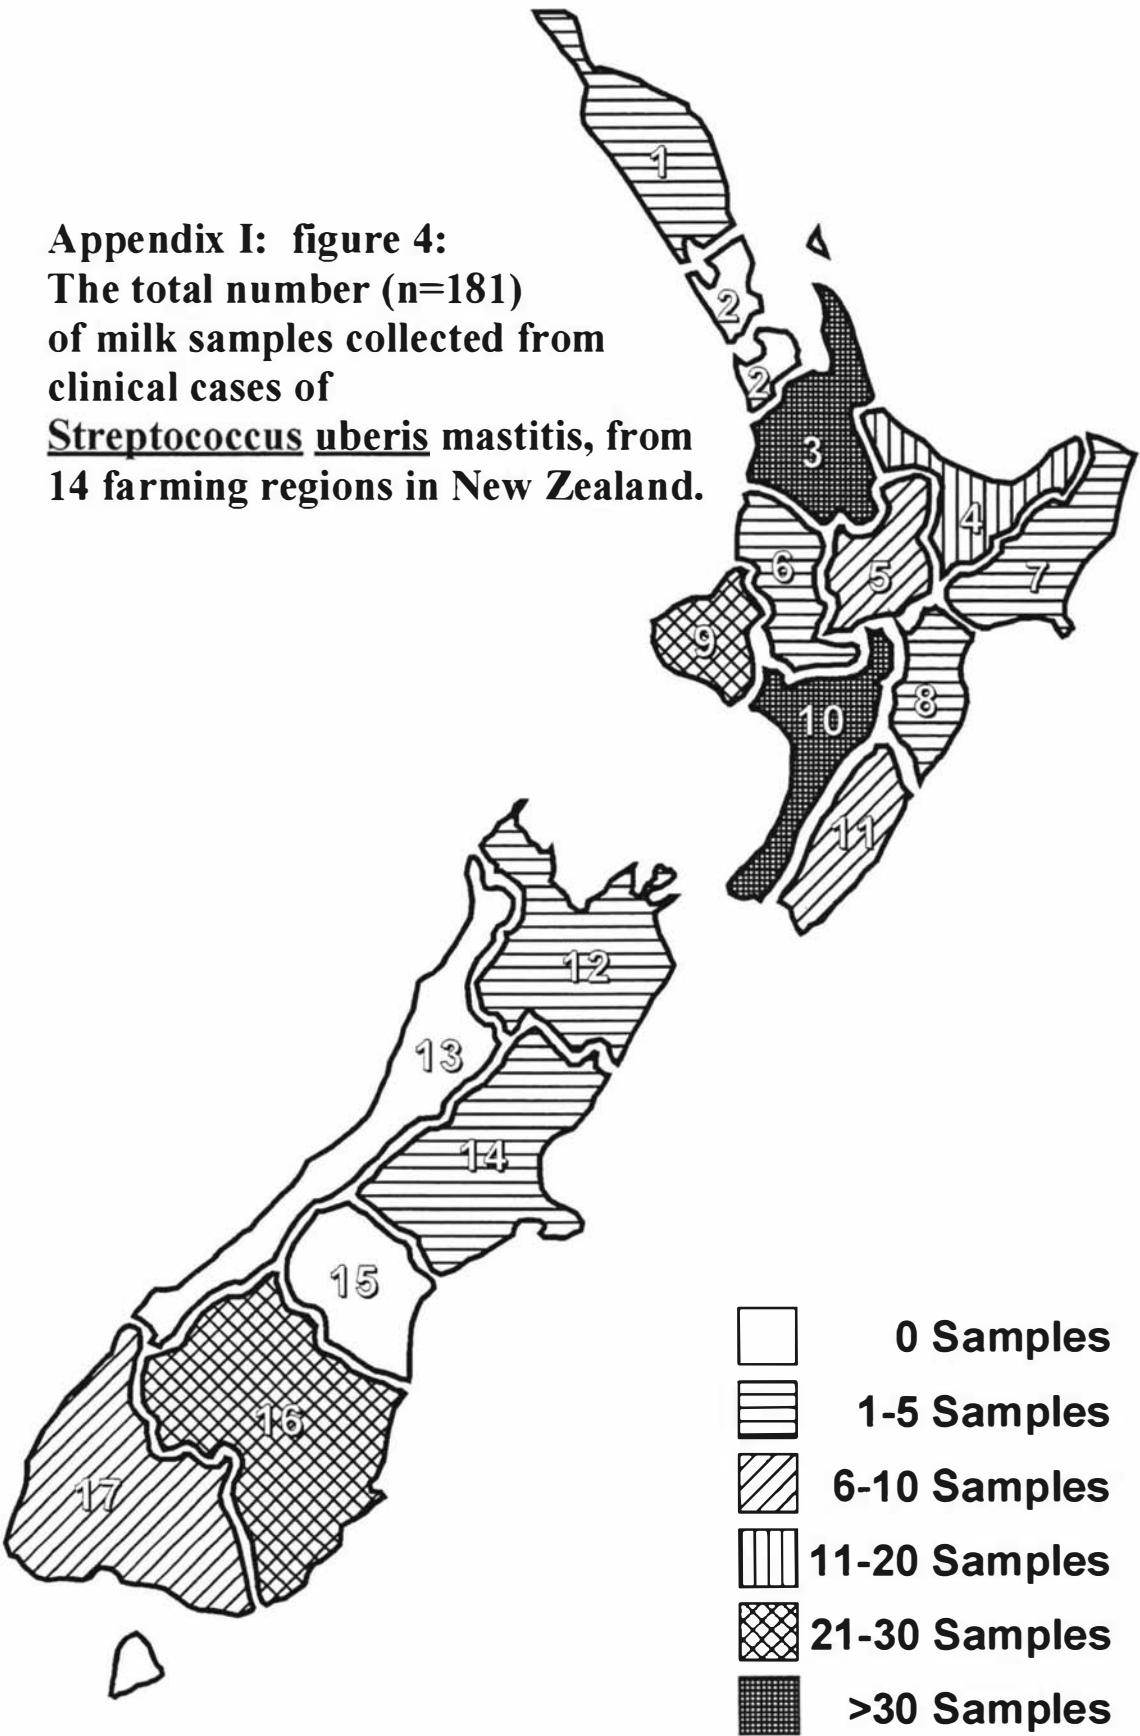 Appendix I: figure 4:
The total number (n=181)
of milk samples collected from
clinical cases of
Streptococcus uberis mastitis, from
14 farming regions in New Zealand.
1
2
2
3
4
5
6
7
8
9
10
11
12
13
14
15
16
17
0 Samples
1-5 Samples
6-10 Samples
11-20 Samples
21-30 Samples
>30 Samples